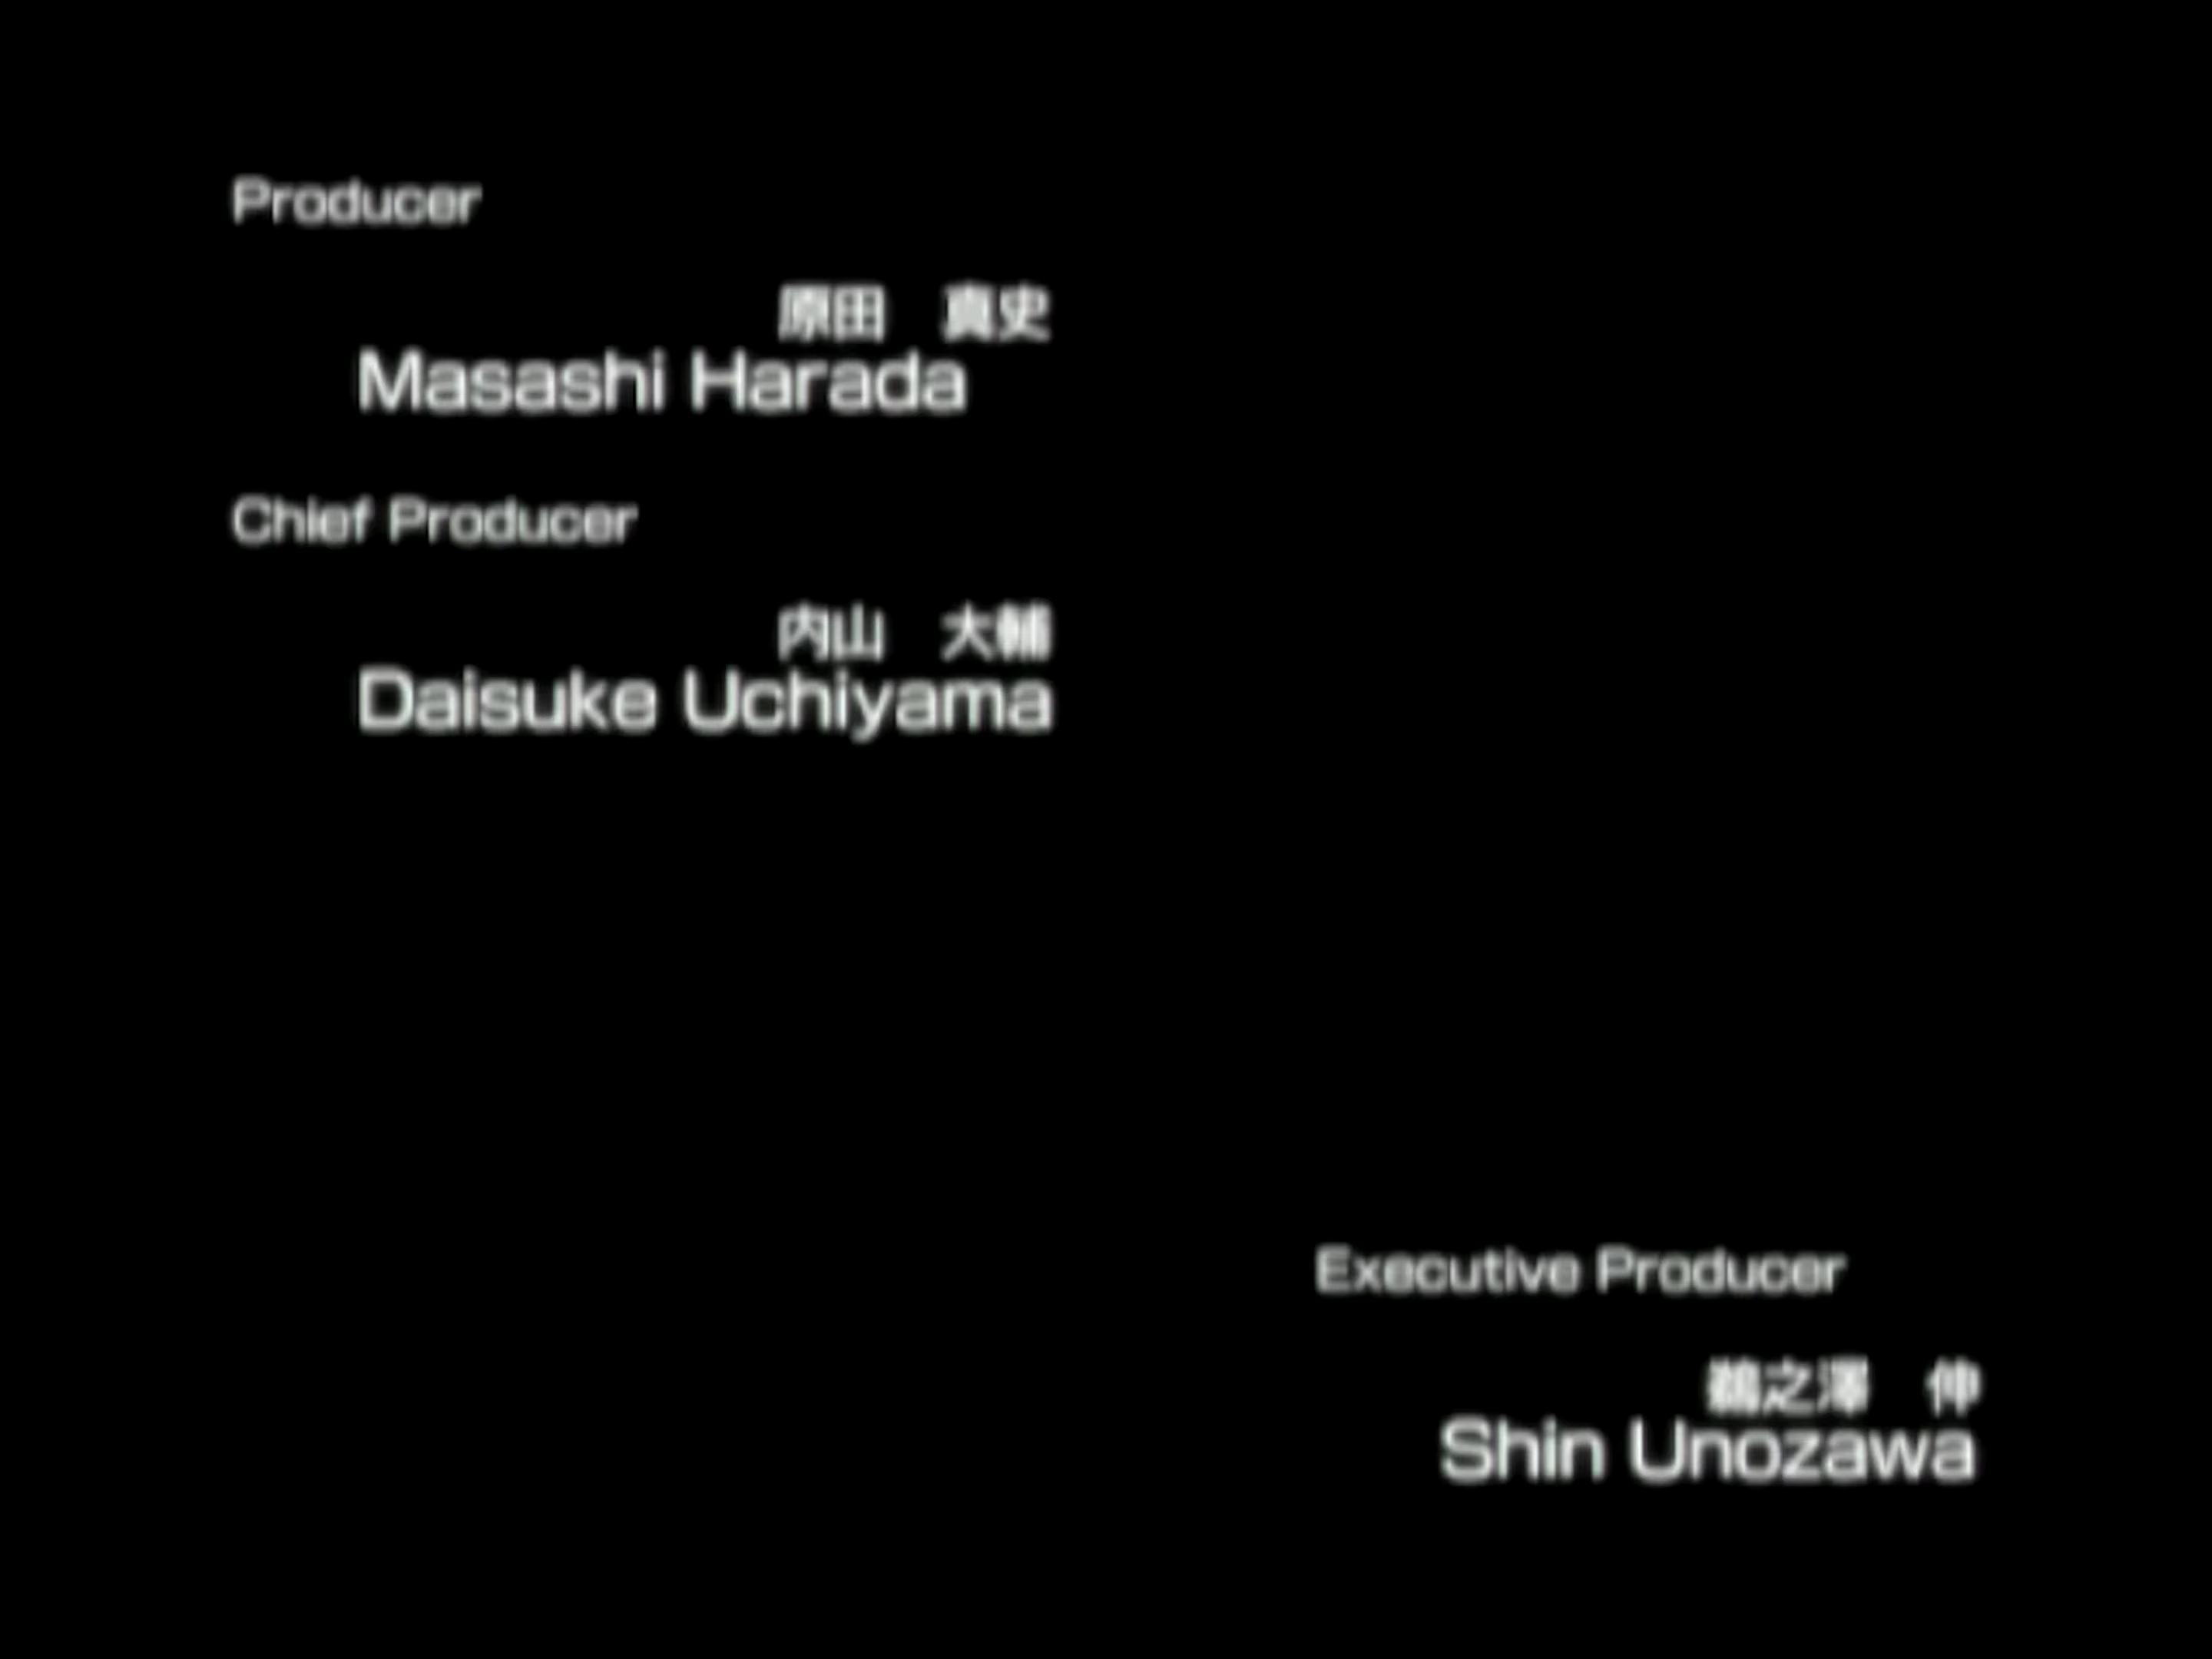 Producer
原田　真史
Masashi Harada
Chief Producer
内山　大輔
Daisuke Uchiyama
Executive Producer
鵜之澤　伸
Shin Unozawa